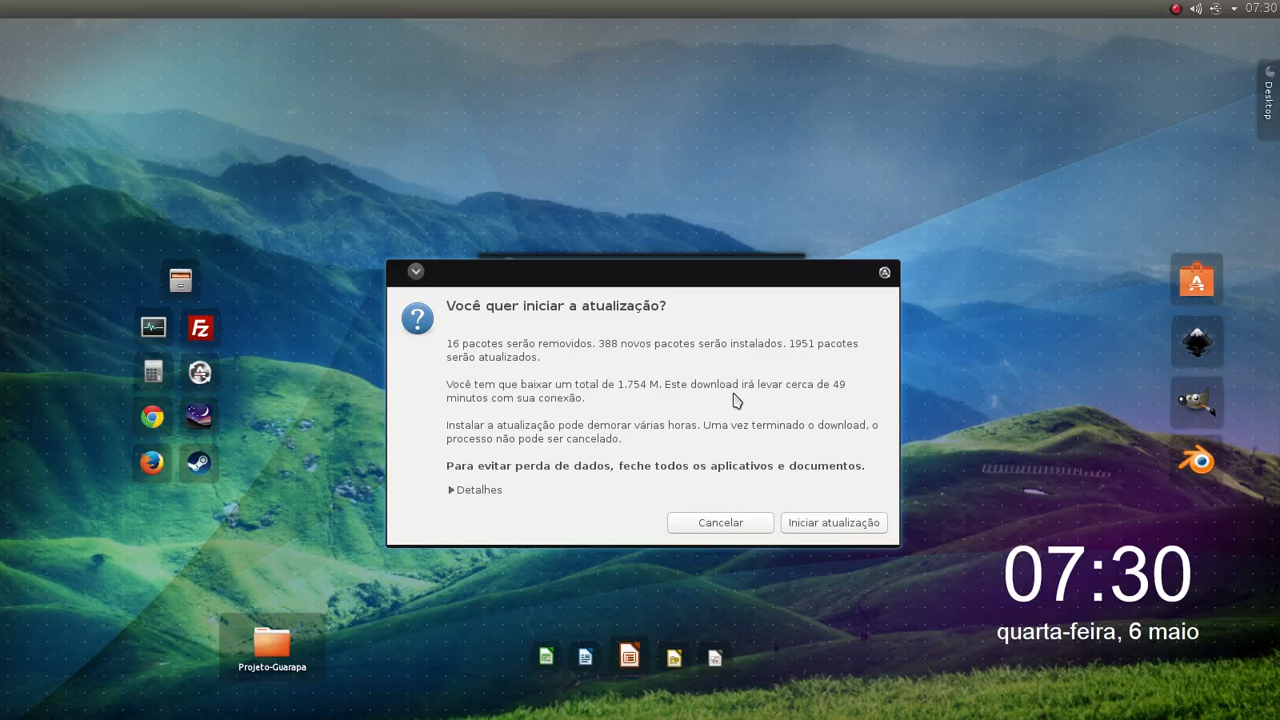 07:30
Desktop
Você quer iniciar a atualização?
16 pacotes serão removidos. 388 novos pacotes serão instalados. 1951 pacotes
serão atualizados.
Você tem que baixar um total de 1.754 M. Este download irá levar cerca de 49
minutos com sua conexão.
Instalar a atualização pode demorar várias horas. Uma vez terminado o download, o
processo não pode ser cancelado.
Para evitar perda de dados, feche todos os aplicativos e documentos.
Detalhes
Cancelar
Iniciar atualização
Fz
07:30
quarta-feira, 6 maio
Projeto-Guarapa